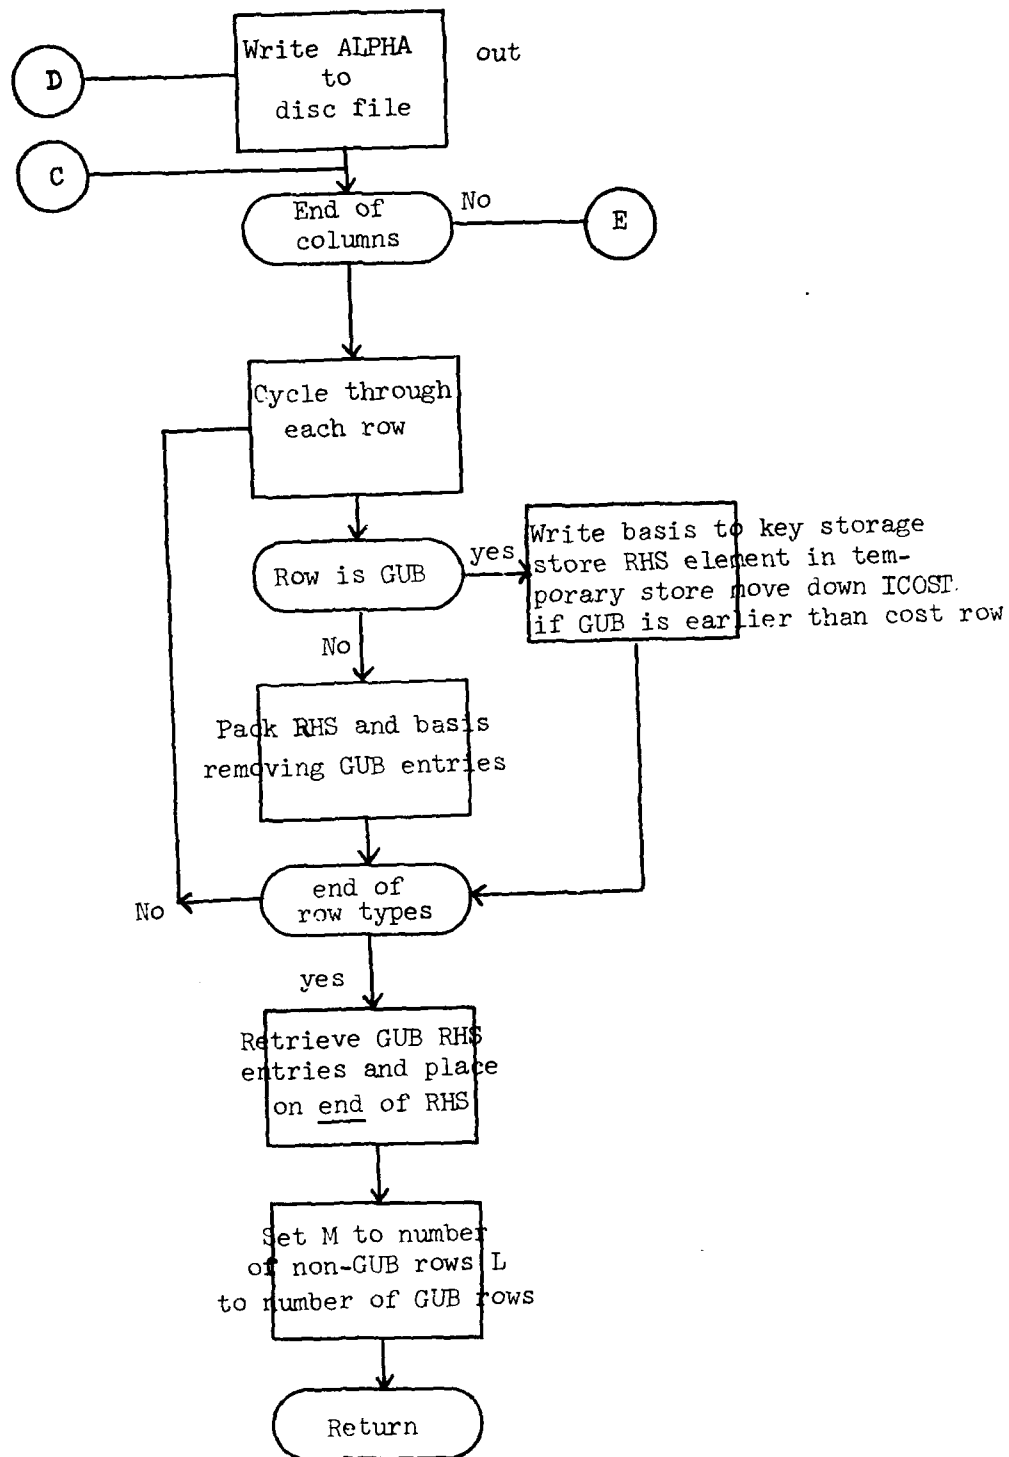 Write ALPHA
to
disc file
out
D
C
End of
columns
No
E
Cycle through
each row
Row is GUB
yes
Write basis to key storage
store RHS element in tem-
porary store move down ICOST.
if GUB is earlier than cost row
No
Pack RHS and basis
removing GUB entries
end of
row types
No
yes
Retrieve GUB RHS
entries and place
on end of RHS
Set M to number
of non-GUB rows L
to number of GUB rows
Return